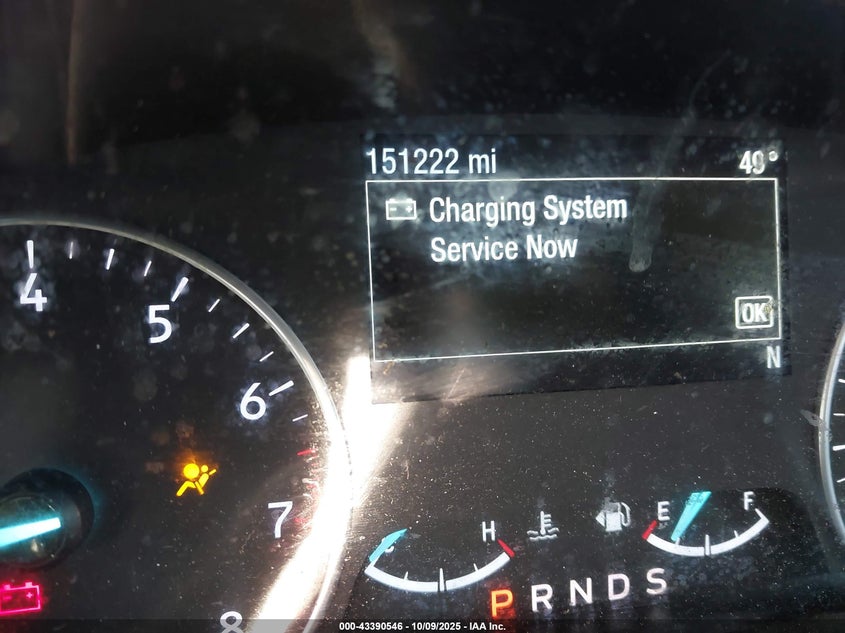 151222 mi 49°
Charging System
Service Now
OK
N
4
5
6
7
8
H
E
F
P R N D S
000-43390546 - 10/09/2025 - IAA Inc.